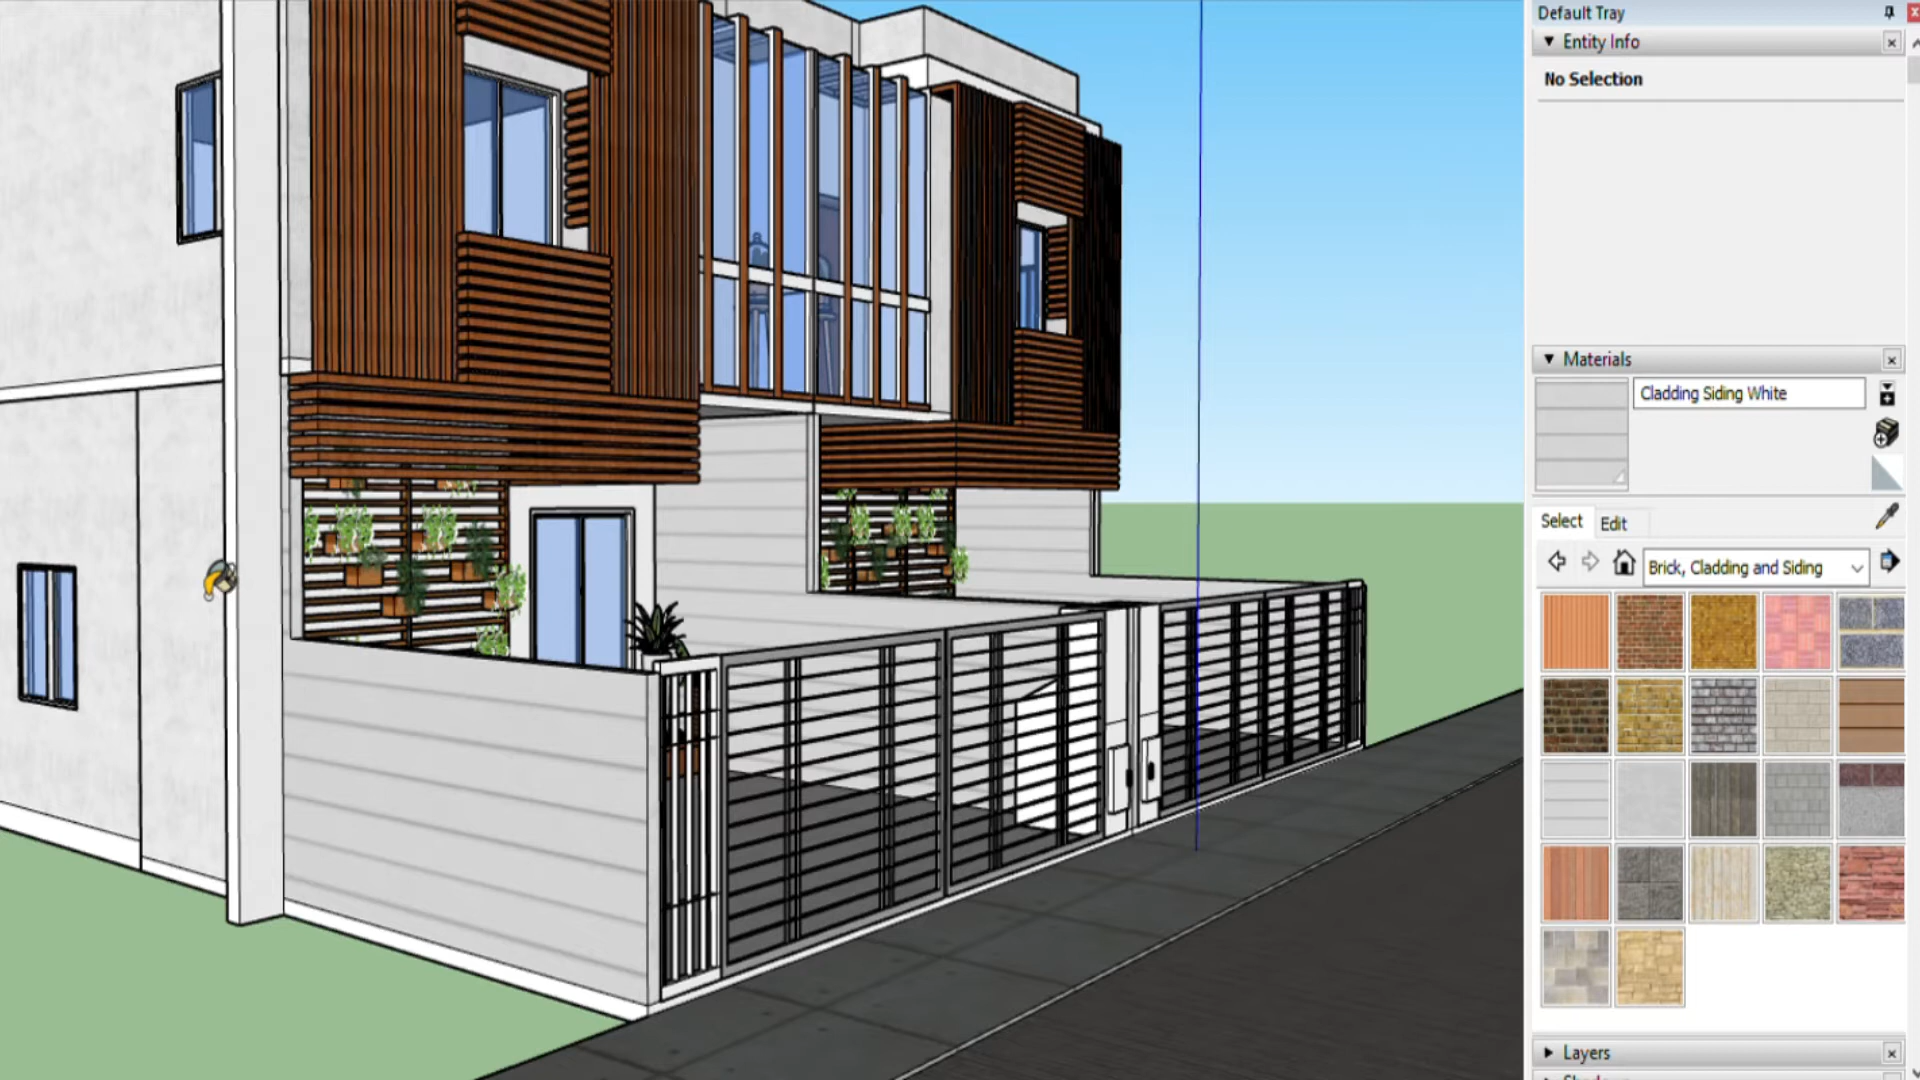 Default Tray
Entity Info
No Selection
Materials
Cladding Siding White
Select
Edit
Brick, Cladding and Siding
Layers